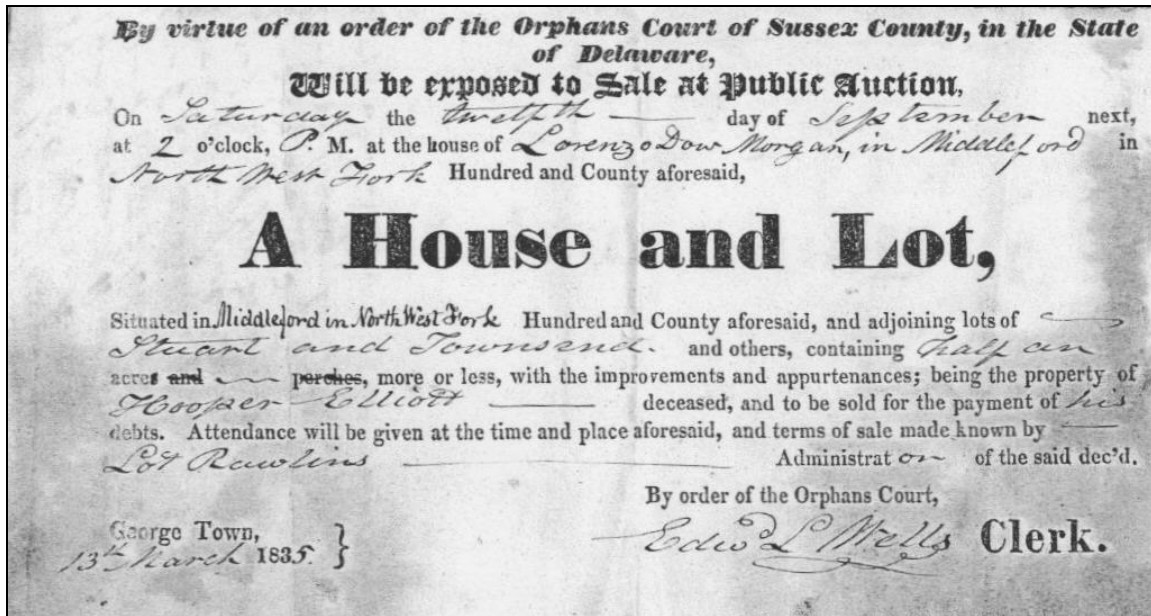 By virtue of an order of the Orphans Court of Sussex County, in the State
of Delaware,
Will be exposed to Sale at Public Auction,
On Saturday the twelfth day of September next,
at 2 o'clock, P. M. at the house of Lorenzo Dow Morgan, in Middleford in
North West Fork Hundred and County aforesaid,
A House and Lot,
Situated in Middleford in North West Fork Hundred and County aforesaid, and adjoining lots of
Stuart and Townsend. and others, containing half an
acres and perches, more or less, with the improvements and appurtenances; being the property of
Hooper Elliott deceased, and to be sold for the payment of his
debts. Attendance will be given at the time and place aforesaid, and terms of sale made known by
Lot Rawlins Administrator of the said dec'd.
By order of the Orphans Court,
George Town,
13th March 1835. }
Edwd L Wells Clerk.